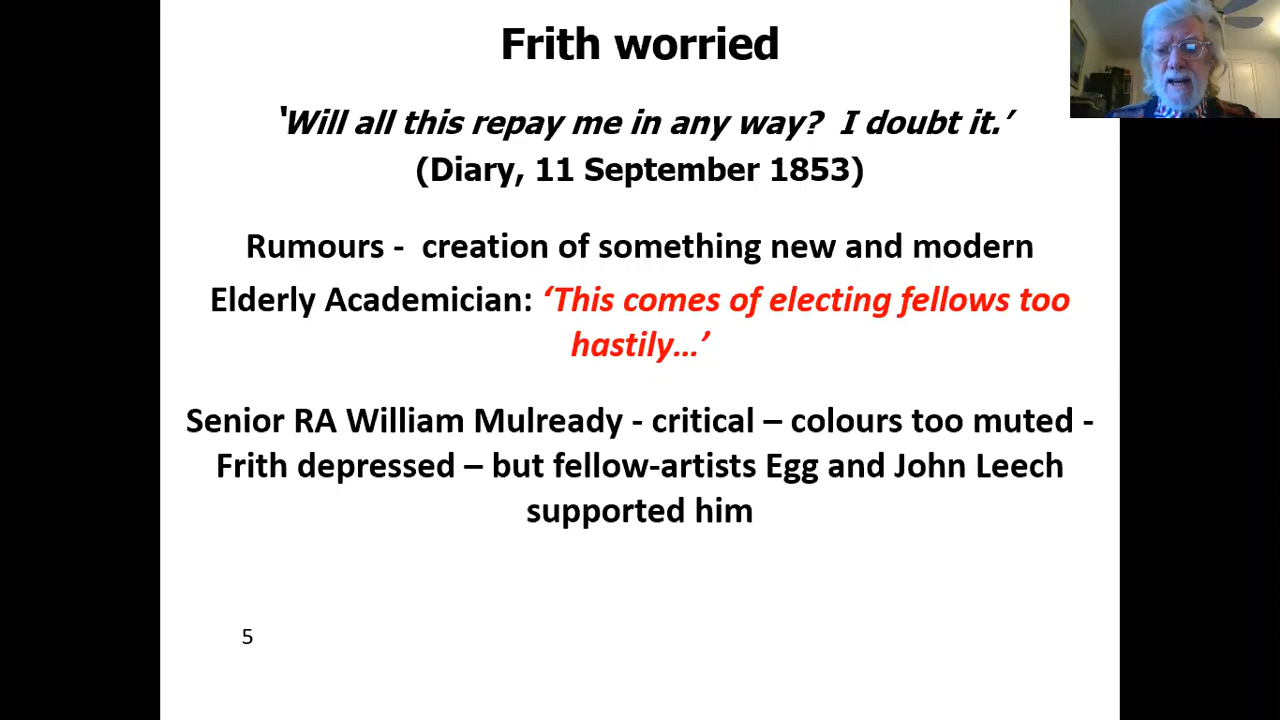 Frith worried
‘Will all this repay me in any way?  I doubt it.’
(Diary, 11 September 1853)
Rumours -  creation of something new and modern
Elderly Academician: ‘This comes of electing fellows too
hastily…’
Senior RA William Mulready - critical – colours too muted -
Frith depressed – but fellow-artists Egg and John Leech
supported him
5